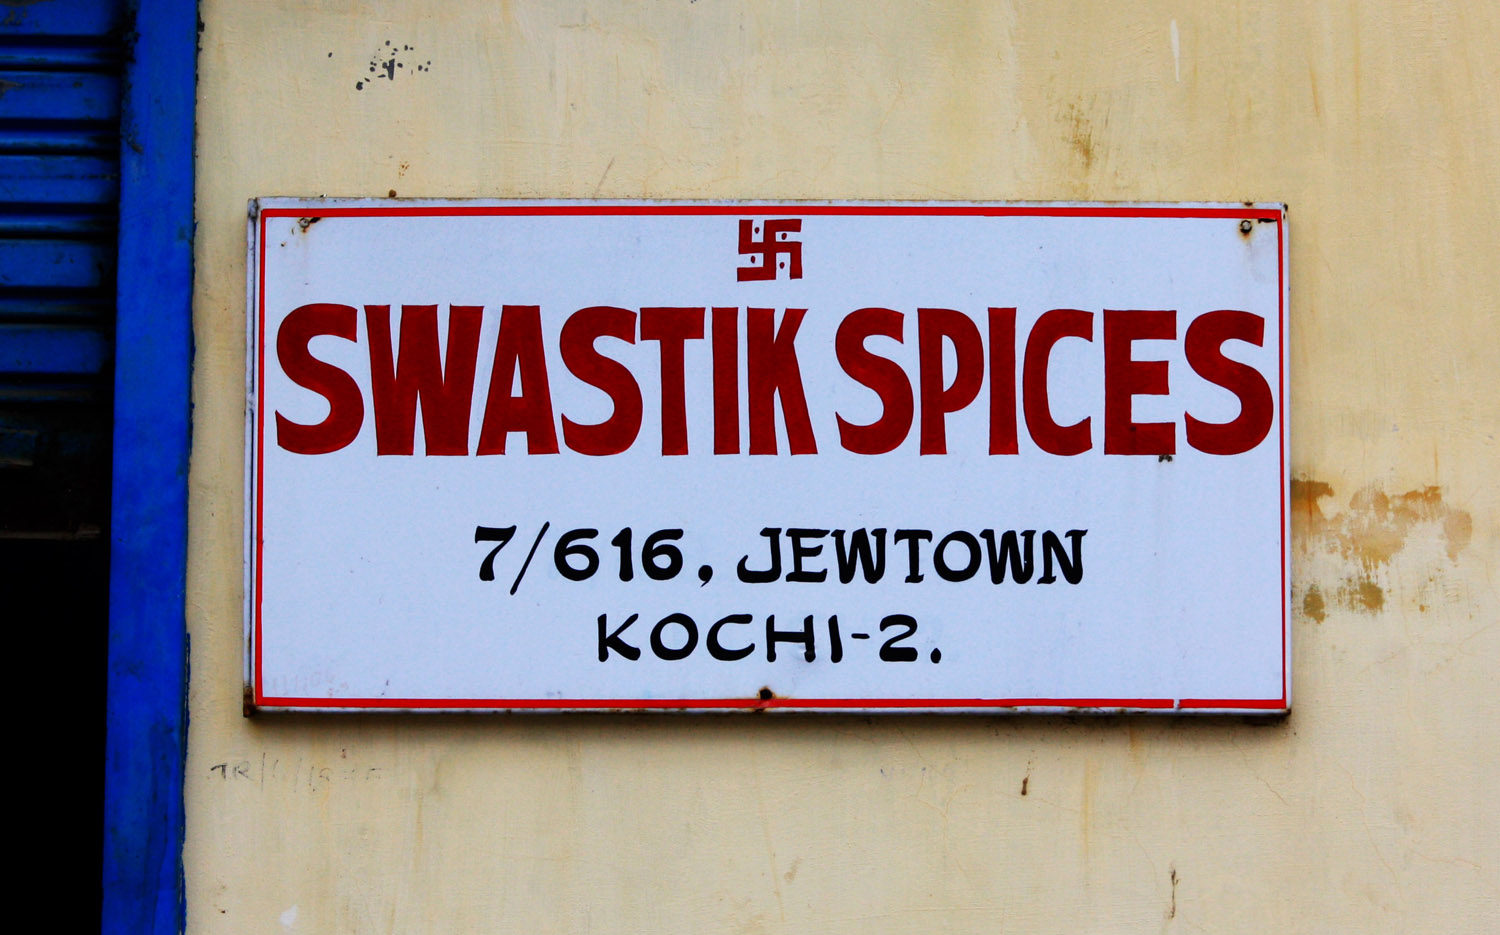 SWASTIK SPICES
7/616, JEWTOWN
KOCHI-2.